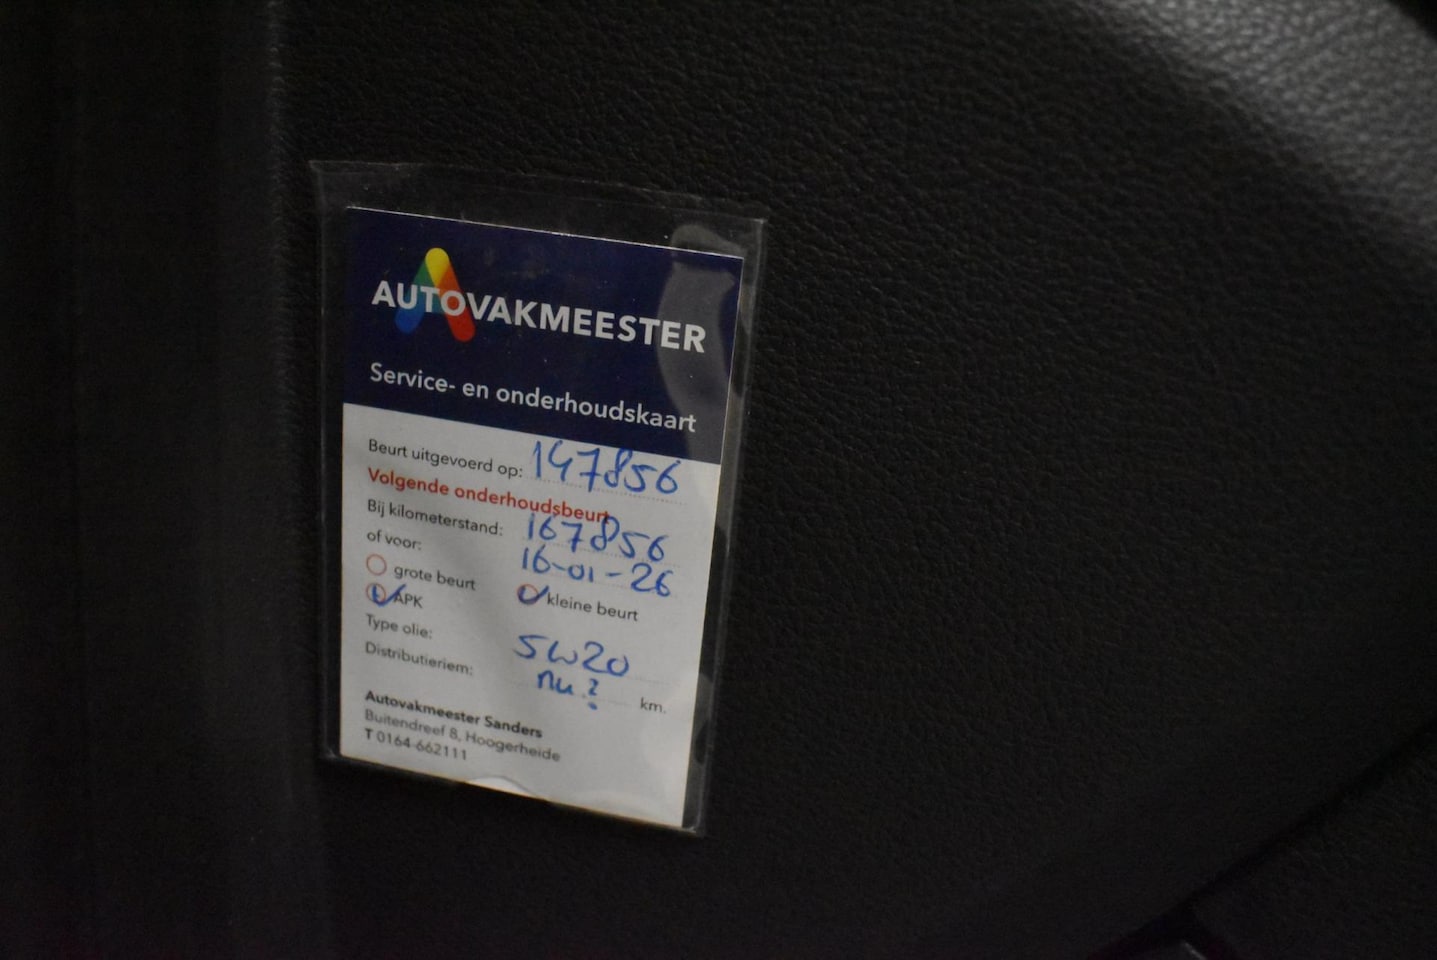 AUTOVAKMEESTER
Service- en onderhoudskaart
Beurt uitgevoerd op: 147856
Volgende onderhoudsbeurt
Bij kilometerstand: 167856
of voor: 16-01-26
grote beurt
APK kleine beurt
Type olie: 5W20
Distributieriem: nu? km.
Autovakmeester Sanders
Buitendreef 8, Hoogerheide
T 0164-662111